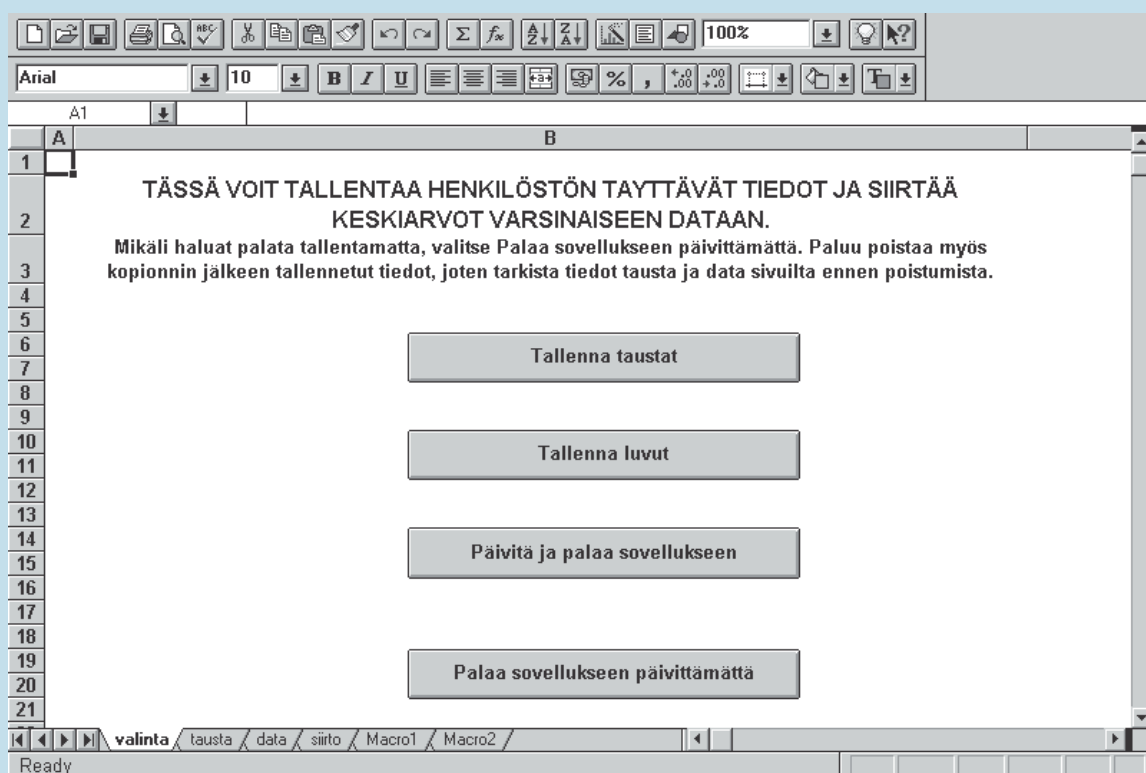 100%
Arial
10
A1
A
B
1
TÄSSÄ VOIT TALLENTAA HENKILÖSTÖN TAYTTÄVÄT TIEDOT JA SIIRTÄÄ
2
KESKIARVOT VARSINAISEEN DATAAN.
Mikäli haluat palata tallentamatta, valitse Palaa sovellukseen päivittämättä. Paluu poistaa myös
3
kopionnin jälkeen tallennetut tiedot, joten tarkista tiedot tausta ja data sivuilta ennen poistumista.
4
5
6
Tallenna taustat
7
8
9
10
Tallenna luvut
11
12
13
14
Päivitä ja palaa sovellukseen
15
16
17
18
19
Palaa sovellukseen päivittämättä
20
21
valinta tausta data siirto Macro1 Macro2
Ready